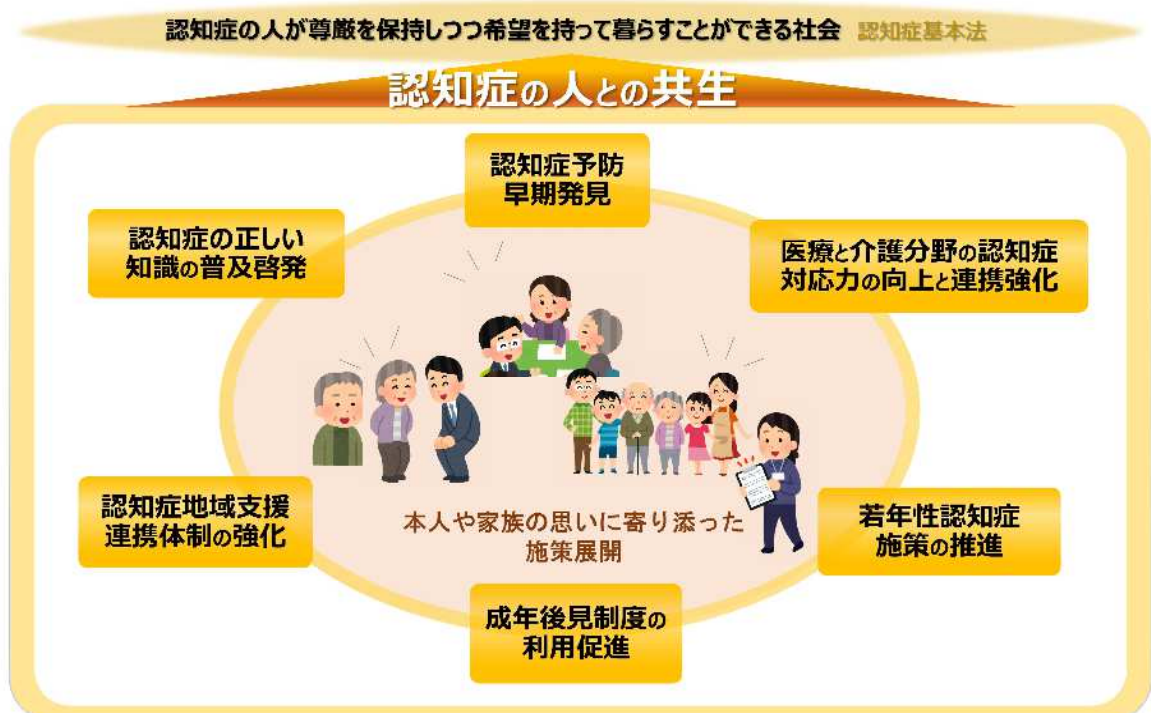 認知症の人が尊厳を保持しつつ希望を持って暮らすことができる社会 認知症基本法
認知症の人との共生
認知症予防
早期発見
認知症の正しい
知識の普及啓発
医療と介護分野の認知症
対応力の向上と連携強化
認知症地域支援
連携体制の強化
本人や家族の思いに寄り添った
施策展開
若年性認知症
施策の推進
成年後見制度の
利用促進